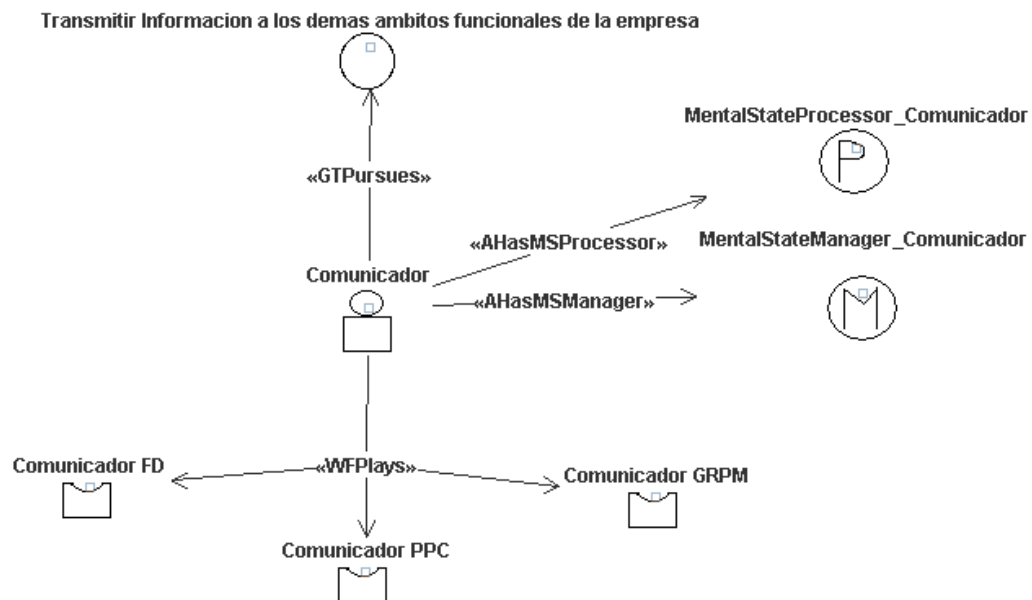 Transmitir Informacion a los demas ambitos funcionales de la empresa
MentalStateProcessor_Comunicador
P
«GTPursues»
«AHasMSProcessor»
MentalStateManager_Comunicador
Comunicador
«AHasMSManager»
M
Comunicador FD
«WFPlays»
Comunicador GRPM
Comunicador PPC